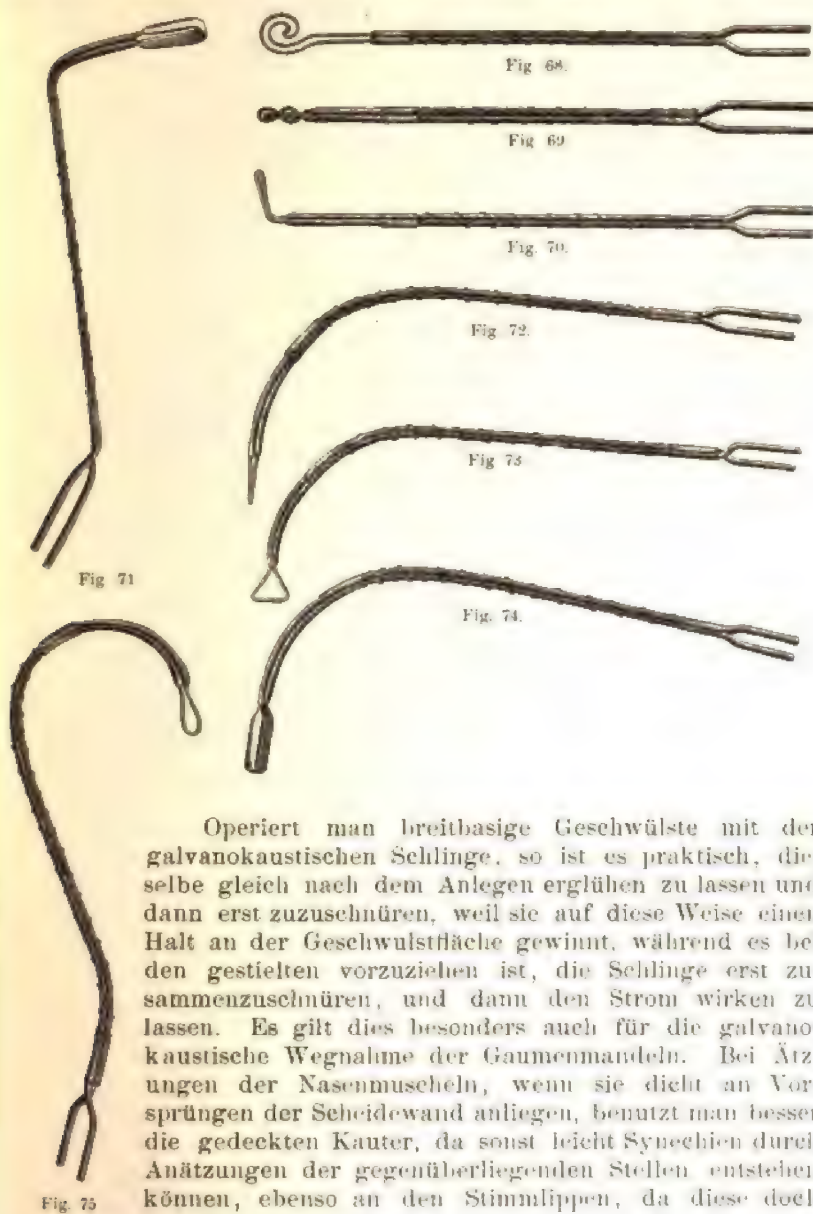 Fig 68.
Fig 69
Fig. 70.
Fig. 72.
Fig 73
Fig 71
Fig. 74.
Operiert man breitbasige Geschwülste mit der
galvanokaustischen Schlinge, so ist es praktisch, die
selbe gleich nach dem Anlegen erglühen zu lassen und
dann erst zuzuschnüren, weil sie auf diese Weise einen
Halt an der Geschwulstfläche gewinnt, während es be
den gestielten vorzuziehen ist, die Schlinge erst zu
sammenzuschnüren, und dann den Strom wirken zu
lassen. Es gilt dies besonders auch für die galvano
kaustische Wegnahme der Gaumenmandeln. Bei Ätz
ungen der Nasenmuscheln, wenn sie dicht an Vor
sprüngen der Scheidewand anliegen, benutzt man besser
die gedeckten Kauter, da sonst leicht Synechien durch
Anätzungen der gegenüberliegenden Stellen entstehen
können, ebenso an den Stimmlippen, da diese doch
Fig. 75